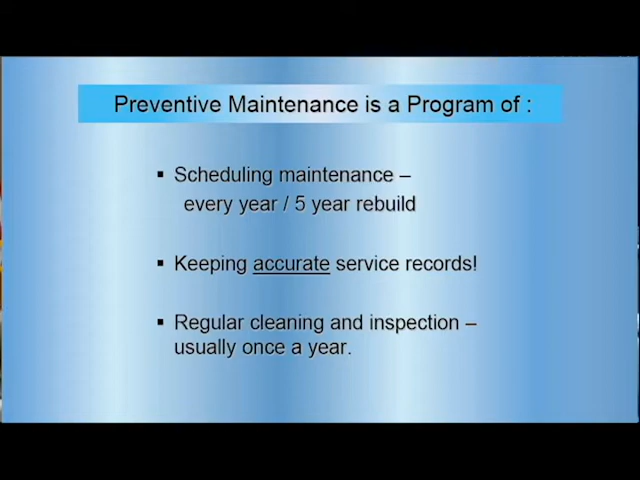 Preventive Maintenance is a Program of :
▪ Scheduling maintenance –
every year / 5 year rebuild
▪ Keeping accurate service records!
▪ Regular cleaning and inspection –
usually once a year.